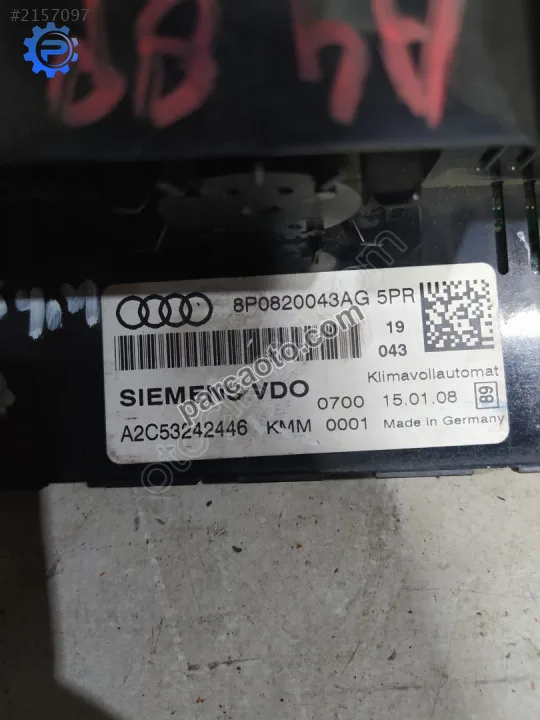 #2157097
A4 BB
8P0820043AG 5PR
19
043
Klimavollautomat
SIEMENS VDO 0700 15.01.08 89
A2C53242446 KMM 0001 Made in Germany
parcaoto.com